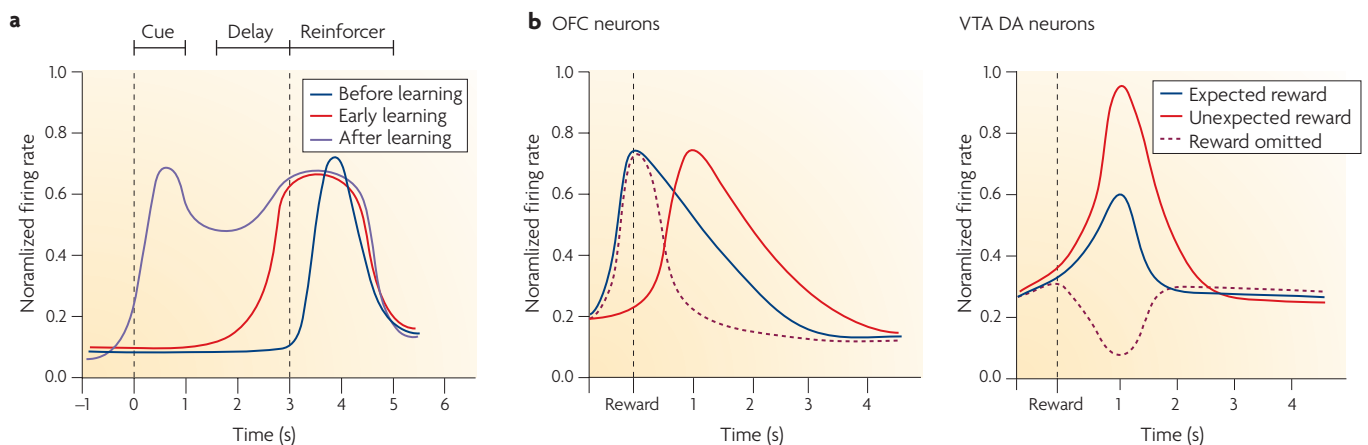 a
Cue Delay Reinforcer
Noramlized firing rate
1.0
0.8
0.6
0.4
0.2
0.0
Before learning
Early learning
After learning
–1 0 1 2 3 4 5 6
Time (s)
b OFC neurons
Noramlized firing rate
1.0
0.8
0.6
0.4
0.2
0.0
Reward 1 2 3 4
Time (s)
VTA DA neurons
Noramlized firing rate
1.0
0.8
0.6
0.4
0.2
0.0
Expected reward
Unexpected reward
Reward omitted
Reward 1 2 3 4
Time (s)